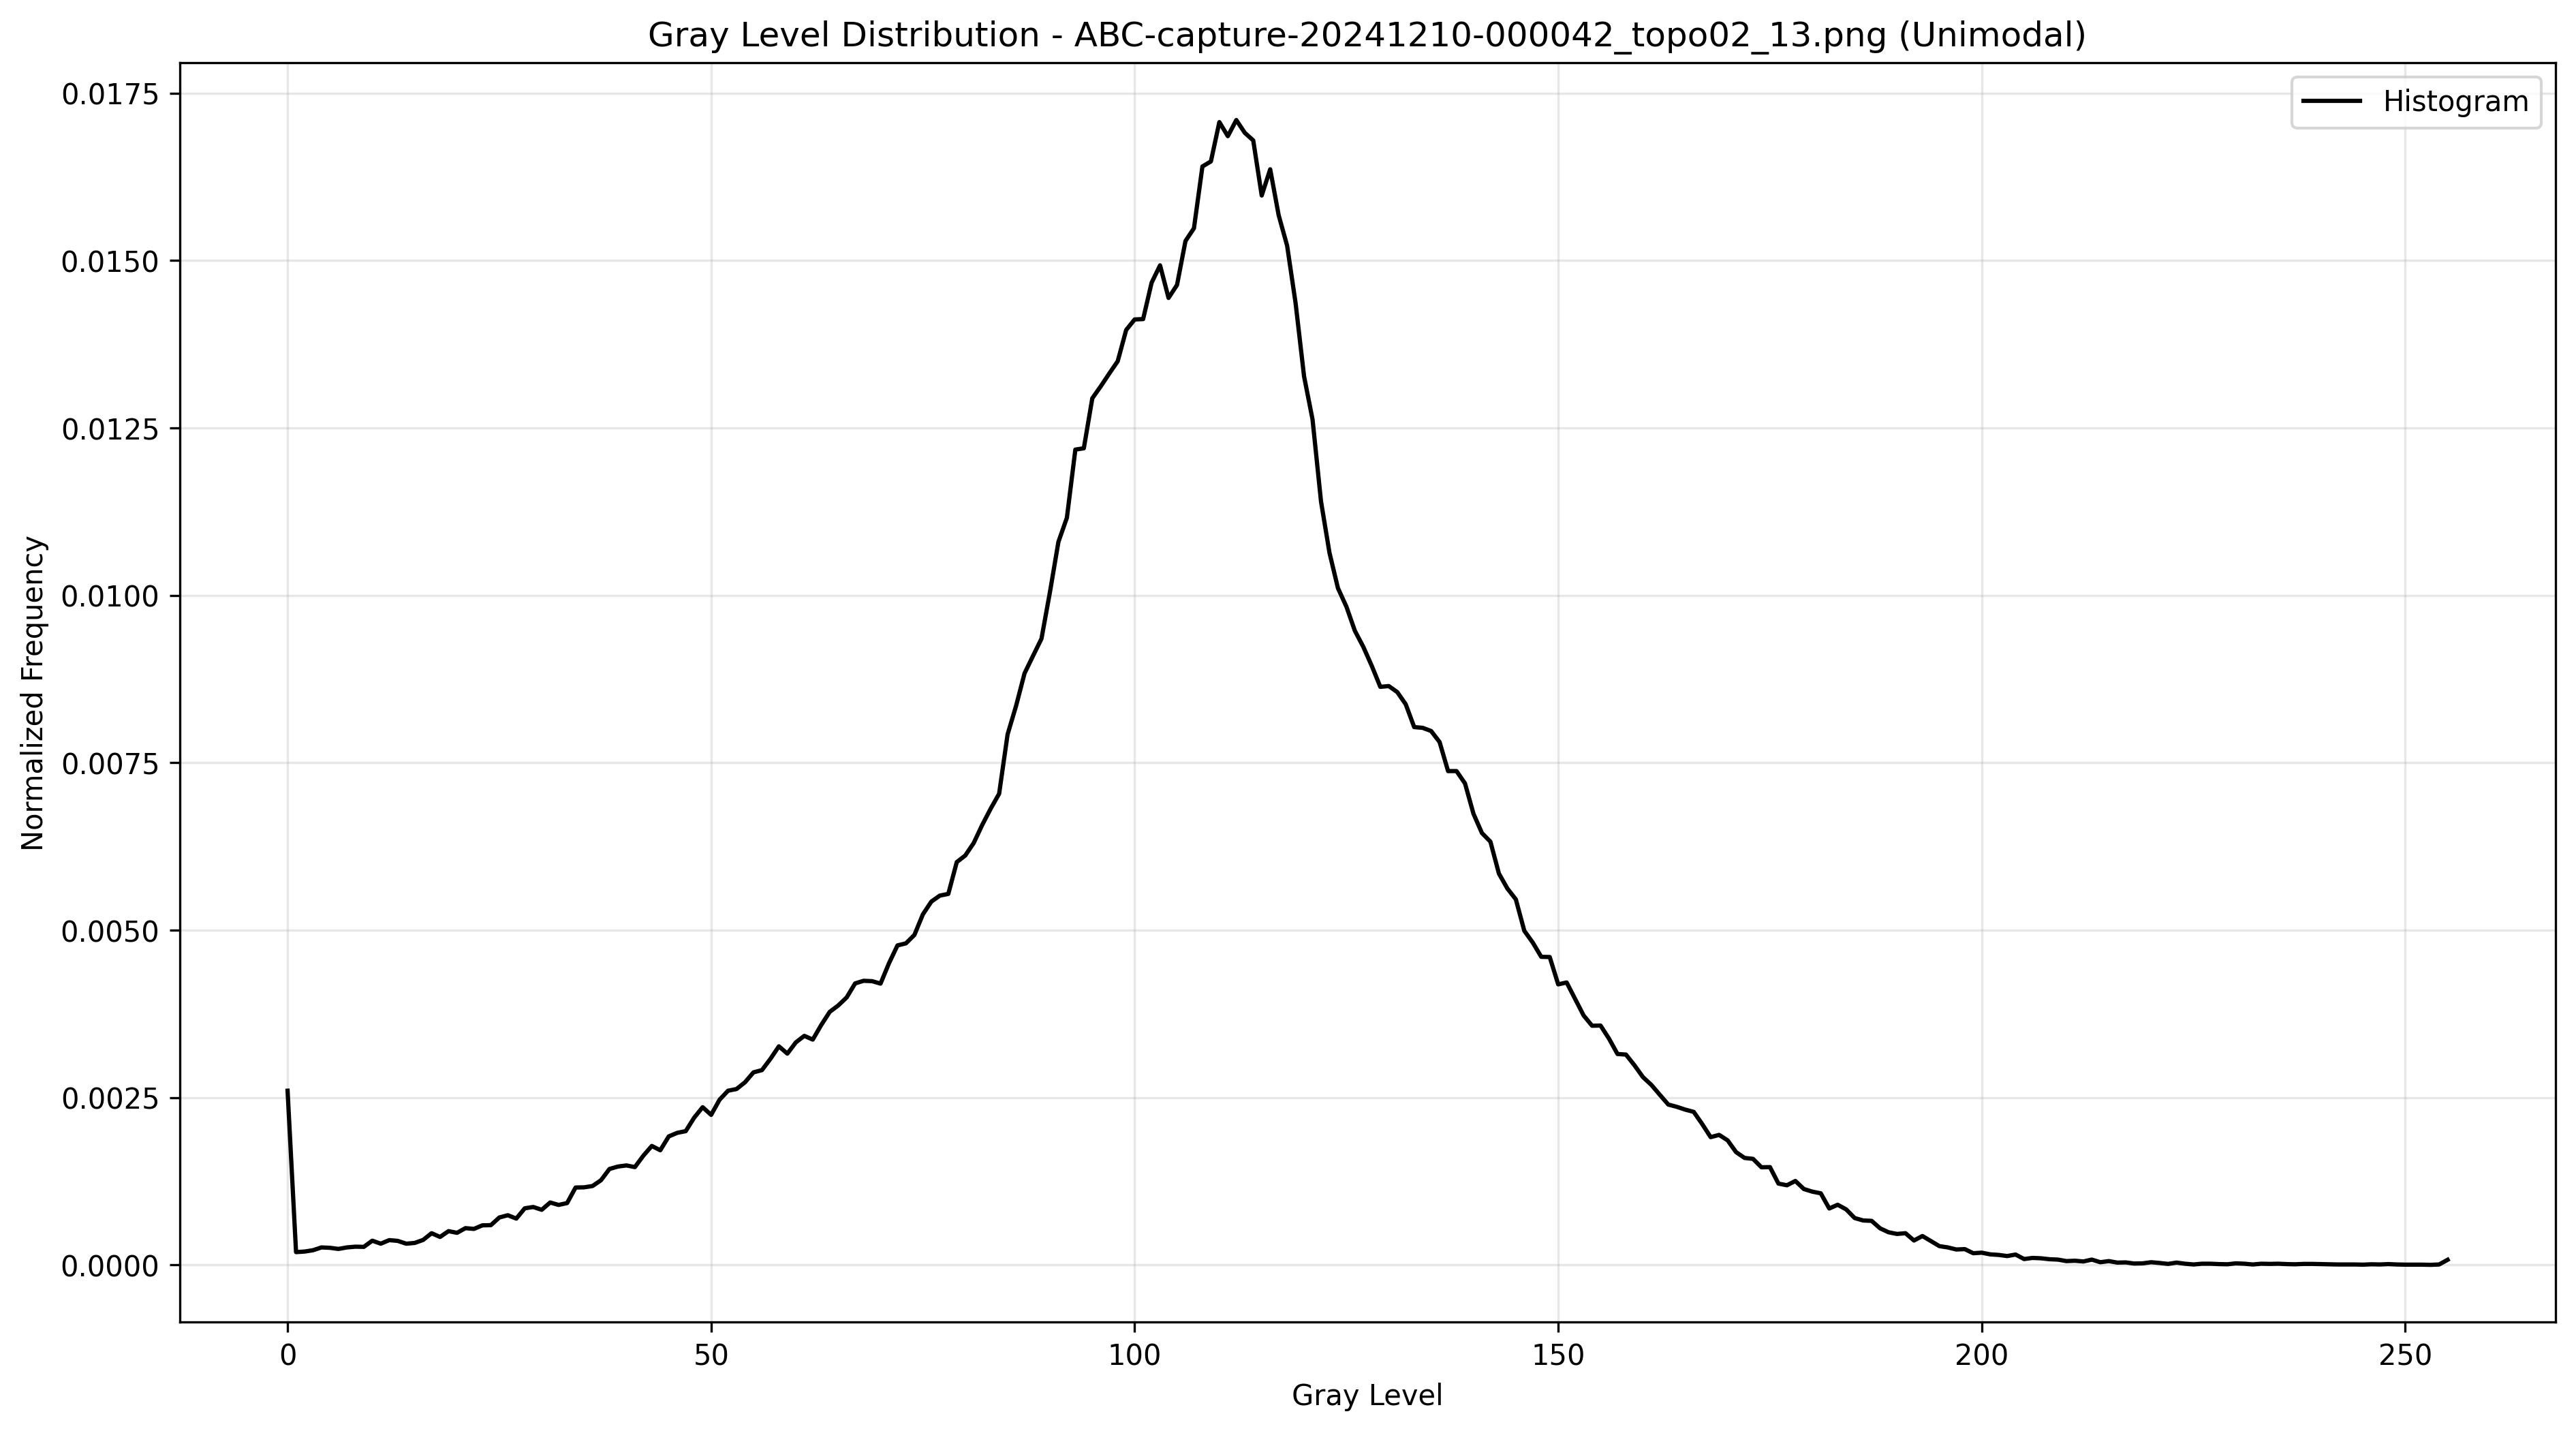 Gray Level Distribution - ABC-capture-20241210-000042_topo02_13.png (Unimodal)
Histogram
0.0175
0.0150
0.0125
0.0100
0.0075
0.0050
0.0025
0.0000
Normalized Frequency
0 50 100 150 200 250
Gray Level